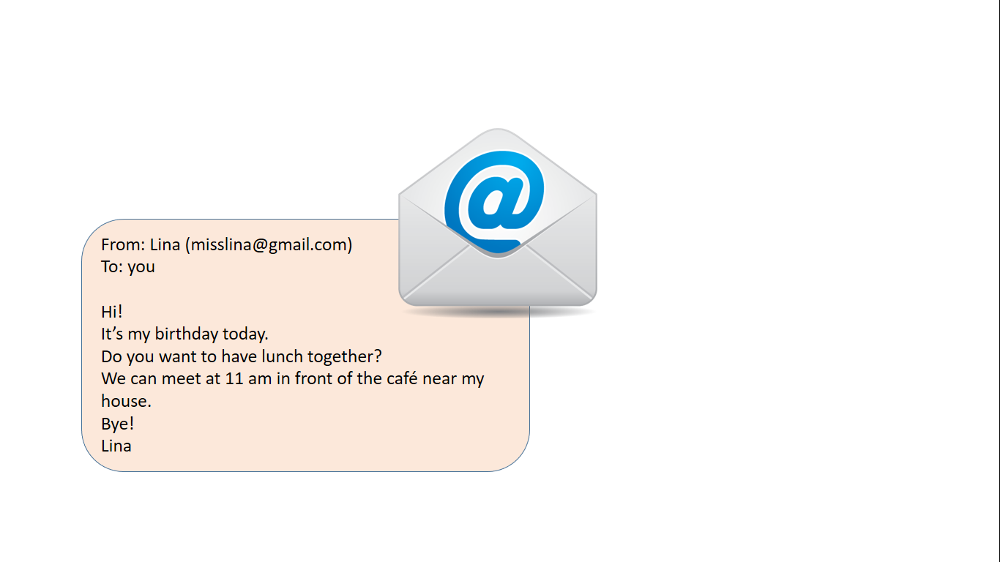 From: Lina (misslina@gmail.com)
To: you
Hi!
It’s my birthday today.
Do you want to have lunch together?
We can meet at 11 am in front of the café near my
house.
Bye!
Lina
@